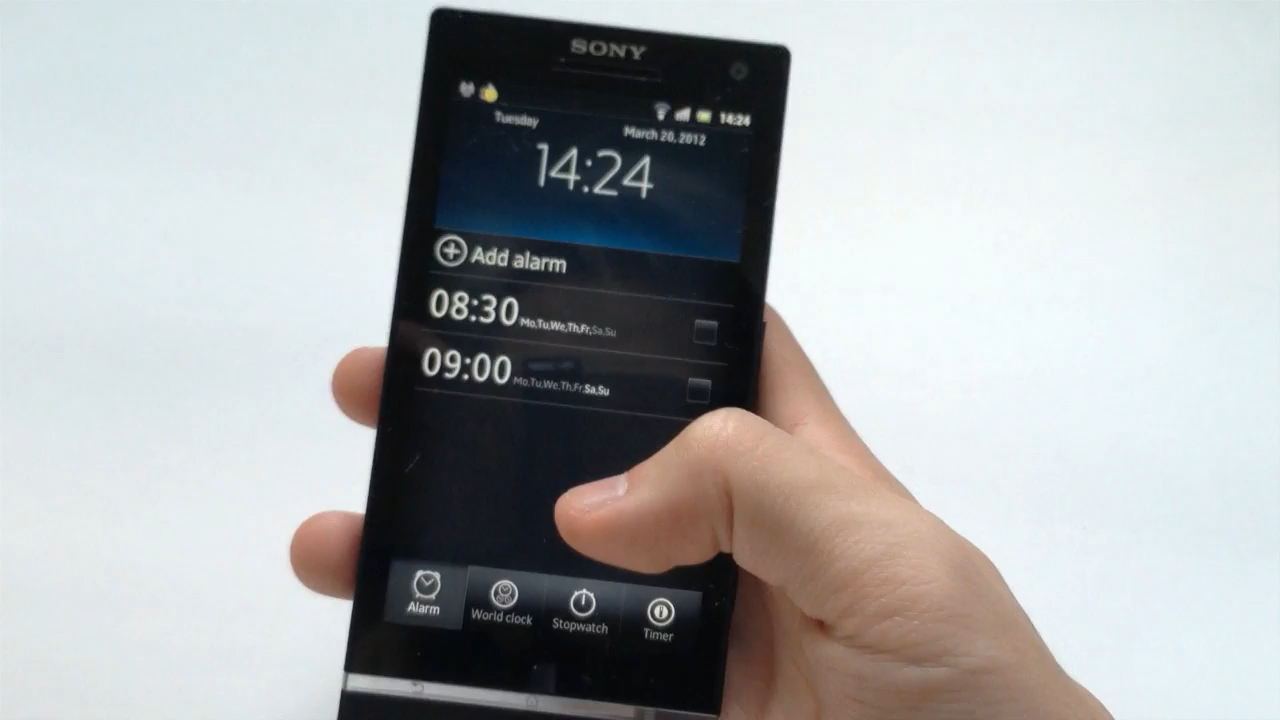 SONY
14:24
Tuesday
March 20, 2012
14:24
Add alarm
08:30 Mo,Tu,We,Th,Fr,Sa,Su
09:00 Mo,Tu,We,Th,Fr,Sa,Su
Alarm
World clock
Stopwatch
Timer